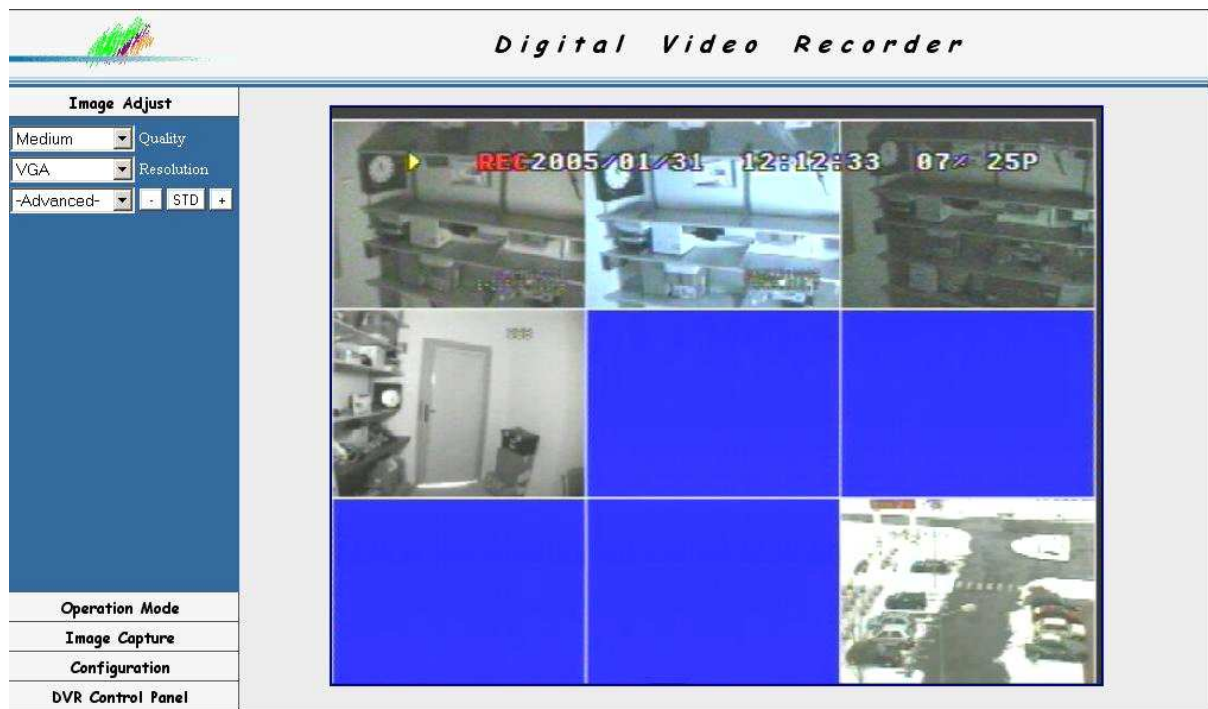 Digital Video Recorder
Image Adjust
Medium Quality
VGA Resolution
-Advanced- - STD +
REC2005/01/31 12:12:33 07% 25P
Operation Mode
Image Capture
Configuration
DVR Control Panel